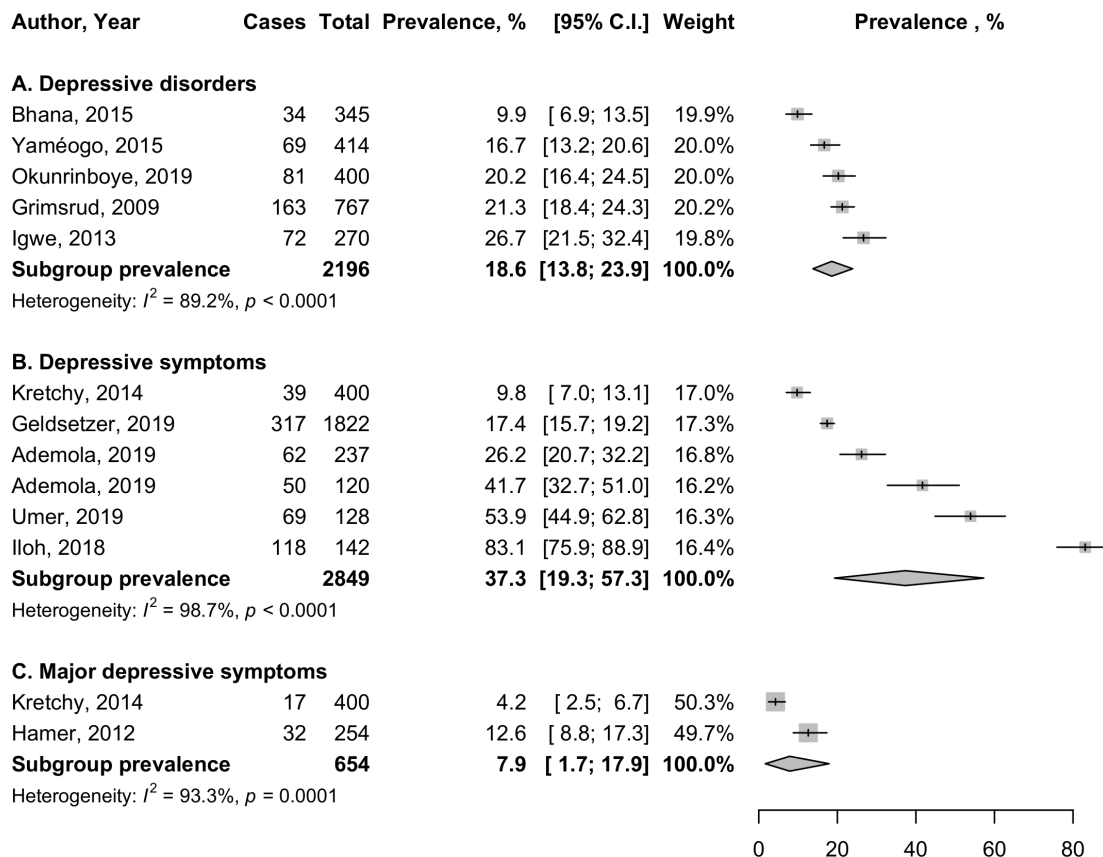 Author, Year Cases Total Prevalence, % [95% C.I.] Weight Prevalence , %
A. Depressive disorders
Bhana, 2015 34 345 9.9 [ 6.9; 13.5] 19.9%
Yaméogo, 2015 69 414 16.7 [13.2; 20.6] 20.0%
Okunrinboye, 2019 81 400 20.2 [16.4; 24.5] 20.0%
Grimsrud, 2009 163 767 21.3 [18.4; 24.3] 20.2%
Igwe, 2013 72 270 26.7 [21.5; 32.4] 19.8%
Subgroup prevalence 2196 18.6 [13.8; 23.9] 100.0%
Heterogeneity: I² = 89.2%, p < 0.0001
B. Depressive symptoms
Kretchy, 2014 39 400 9.8 [ 7.0; 13.1] 17.0%
Geldsetzer, 2019 317 1822 17.4 [15.7; 19.2] 17.3%
Ademola, 2019 62 237 26.2 [20.7; 32.2] 16.8%
Ademola, 2019 50 120 41.7 [32.7; 51.0] 16.2%
Umer, 2019 69 128 53.9 [44.9; 62.8] 16.3%
Iloh, 2018 118 142 83.1 [75.9; 88.9] 16.4%
Subgroup prevalence 2849 37.3 [19.3; 57.3] 100.0%
Heterogeneity: I² = 98.7%, p < 0.0001
C. Major depressive symptoms
Kretchy, 2014 17 400 4.2 [ 2.5; 6.7] 50.3%
Hamer, 2012 32 254 12.6 [ 8.8; 17.3] 49.7%
Subgroup prevalence 654 7.9 [ 1.7; 17.9] 100.0%
Heterogeneity: I² = 93.3%, p = 0.0001
0 20 40 60 80